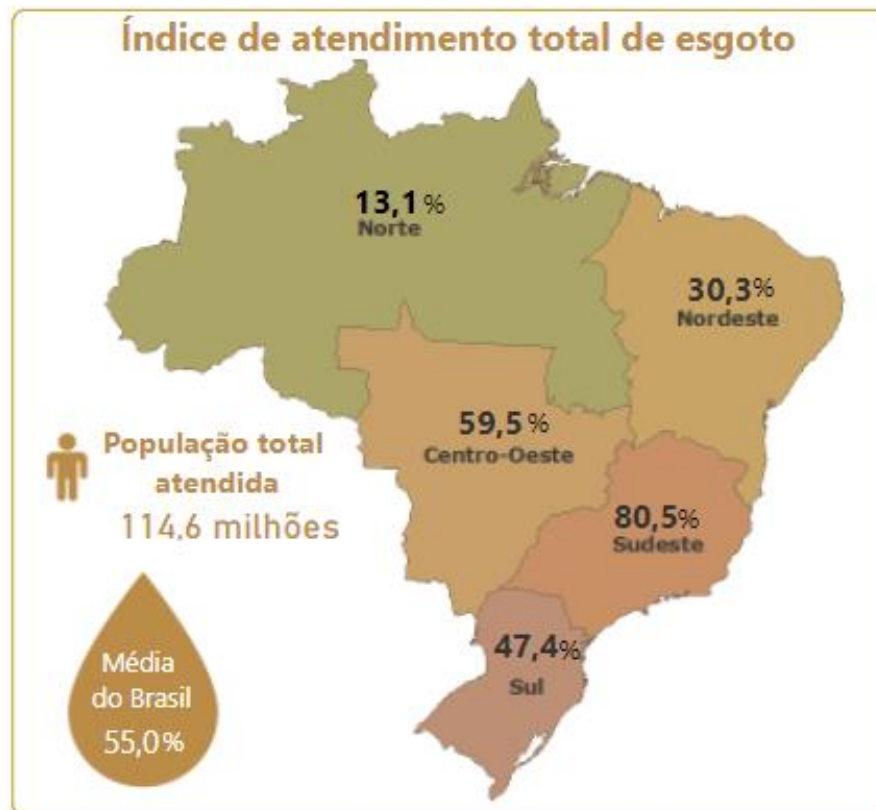 Índice de atendimento total de esgoto
13,1%
Norte
30,3%
Nordeste
59,5%
Centro-Oeste
80,5%
Sudeste
47,4%
Sul
População total
atendida
114,6 milhões
Média
do Brasil
55,0%